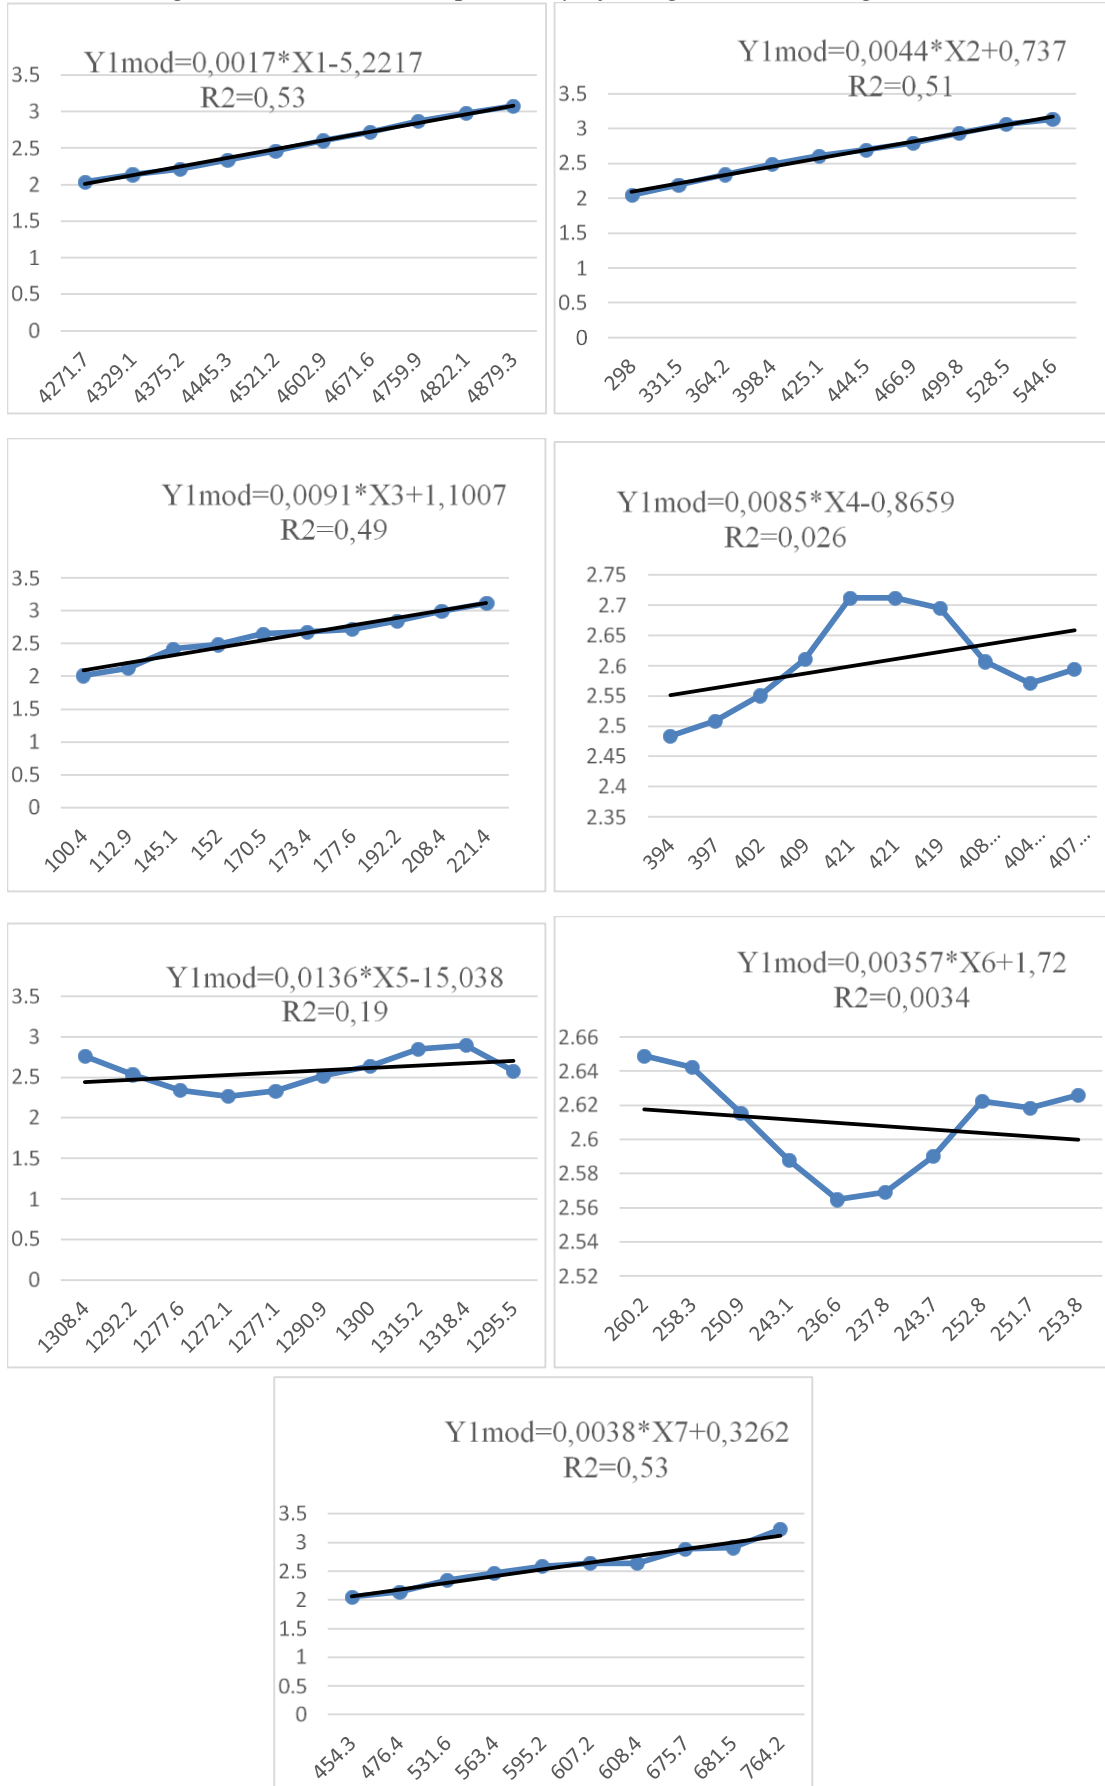 Y1mod=0,0017*X1-5,2217
R2=0,53
3.5
3
2.5
2
1.5
1
0.5
0
4271.7 4329.1 4375.2 4445.3 4521.2 4602.9 4671.6 4759.9 4822.1 4879.3
Y1mod=0,0044*X2+0,737
R2=0,51
3.5
3
2.5
2
1.5
1
0.5
0
298 331.5 364.2 398.4 425.1 444.5 466.9 499.8 528.5 544.6
Y1mod=0,0091*X3+1,1007
R2=0,49
3.5
3
2.5
2
1.5
1
0.5
0
100.4 112.9 145.1 152 170.5 173.4 177.6 192.2 208.4 221.4
Y1mod=0,0085*X4-0,8659
R2=0,026
2.75
2.7
2.65
2.6
2.55
2.5
2.45
2.4
2.35
394 397 402 409 421 421 419 408... 404... 407...
Y1mod=0,0136*X5-15,038
R2=0,19
3.5
3
2.5
2
1.5
1
0.5
0
1308.4 1292.2 1277.6 1272.1 1277.1 1290.9 1300 1315.2 1318.4 1295.5
Y1mod=0,00357*X6+1,72
R2=0,0034
2.66
2.64
2.62
2.6
2.58
2.56
2.54
2.52
260.2 258.3 250.9 243.1 236.6 237.8 243.7 252.8 251.7 253.8
Y1mod=0,0038*X7+0,3262
R2=0,53
3.5
3
2.5
2
1.5
1
0.5
0
454.3 476.4 531.6 563.4 595.2 607.2 608.4 675.7 681.5 764.2